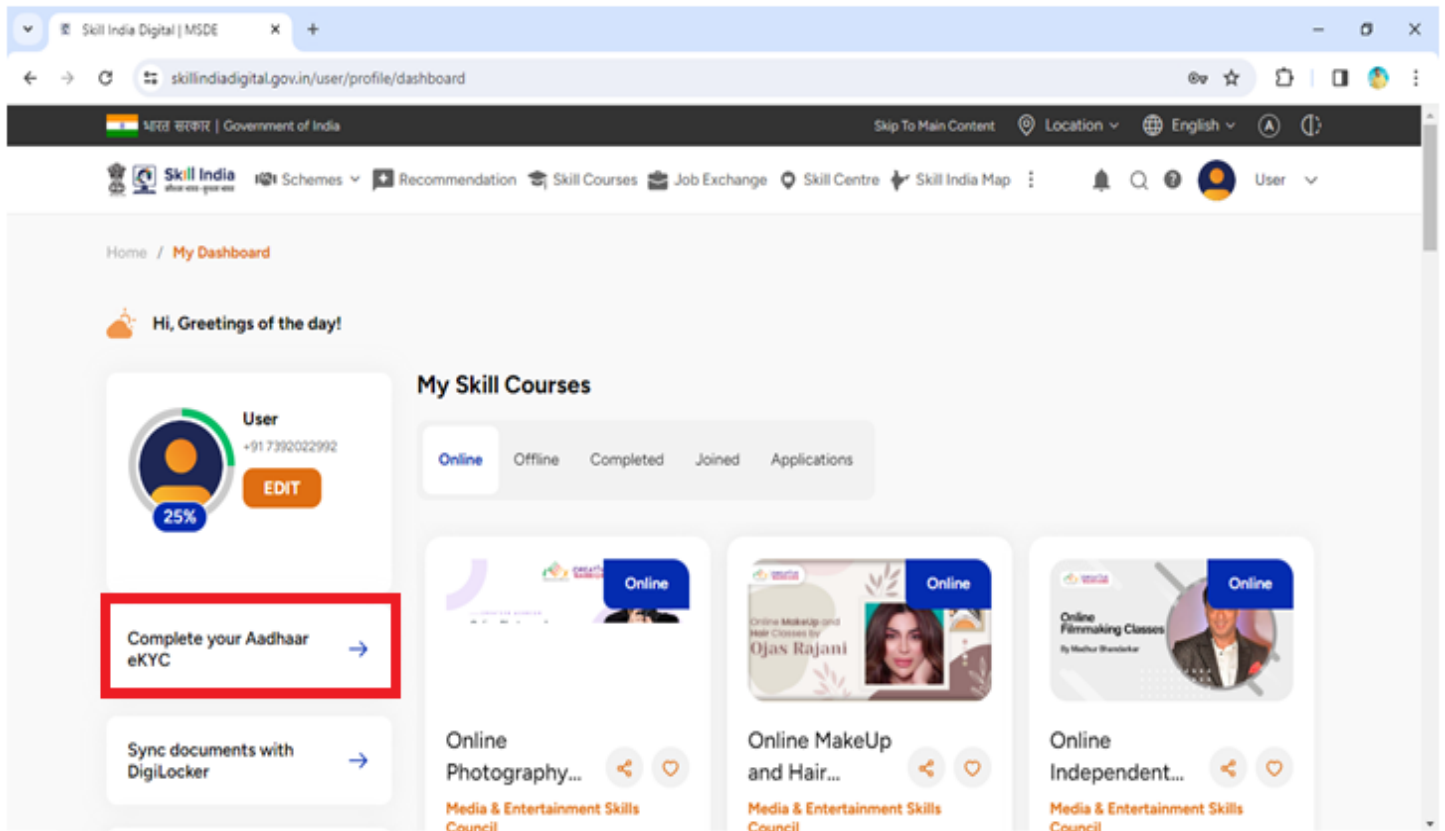 Skill India Digital | MSDE
skillindiadigital.gov.in/user/profile/dashboard
भारत सरकार | Government of India
Skip To Main Content
Location
English
A
Skill India
कौशल भारत-कुशल भारत
Schemes
Recommendation
Skill Courses
Job Exchange
Skill Centre
Skill India Map
User
Home / My Dashboard
Hi, Greetings of the day!
User
+91 7392022992
EDIT
25%
Complete your Aadhaar
eKYC
Sync documents with
DigiLocker
My Skill Courses
Online
Offline
Completed
Joined
Applications
Online
Online
Photography...
Media & Entertainment Skills
Council
Online
Online MakeUp and
Hair Classes by
Ojas Rajani
Online MakeUp
and Hair...
Media & Entertainment Skills
Council
Online
Online
Filmmaking Classes
By Madhur Bhandarkar
Online
Independent...
Media & Entertainment Skills
Council